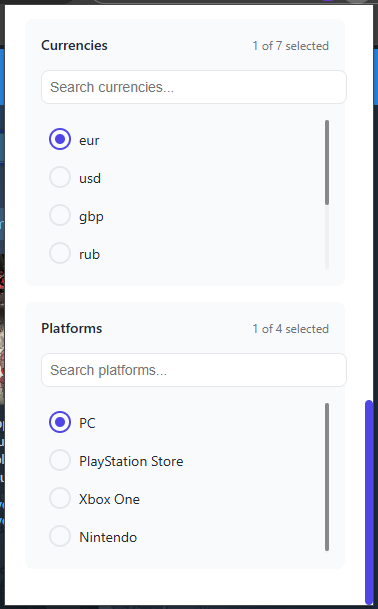 Currencies 1 of 7 selected
Search currencies...
eur
usd
gbp
rub
Platforms 1 of 4 selected
Search platforms...
PC
PlayStation Store
Xbox One
Nintendo